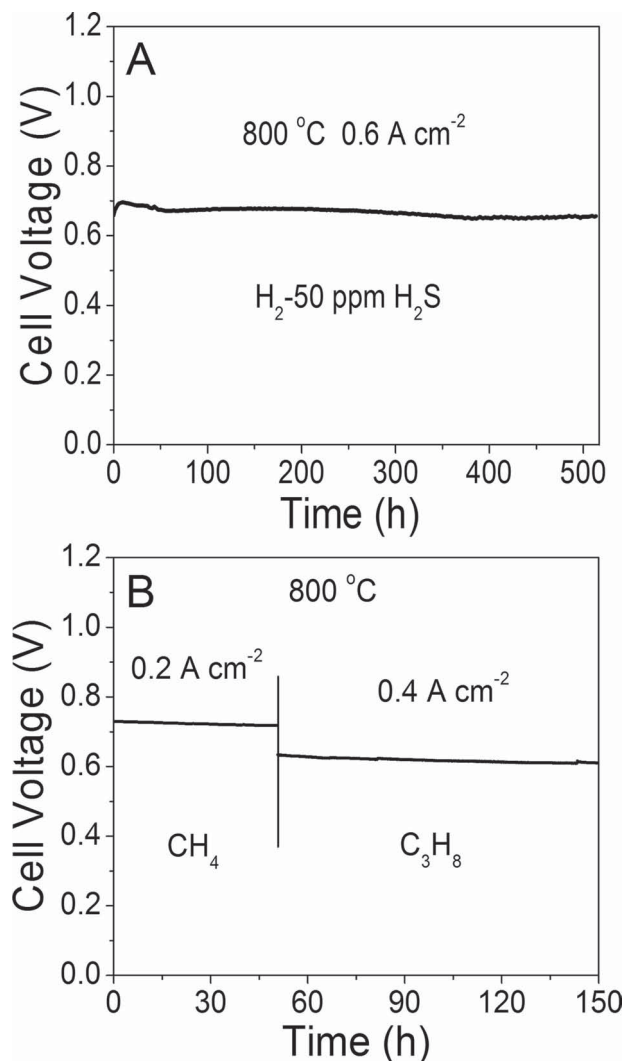 A
1.2
1.0
0.8
0.6
0.4
0.2
0.0
Cell Voltage (V)
800 °C 0.6 A cm⁻²
H₂-50 ppm H₂S
0 100 200 300 400 500
Time (h)
B
1.2
1.0
0.8
0.6
0.4
0.2
0.0
Cell Voltage (V)
800 °C
0.2 A cm⁻²
0.4 A cm⁻²
CH₄
C₃H₈
0 30 60 90 120 150
Time (h)